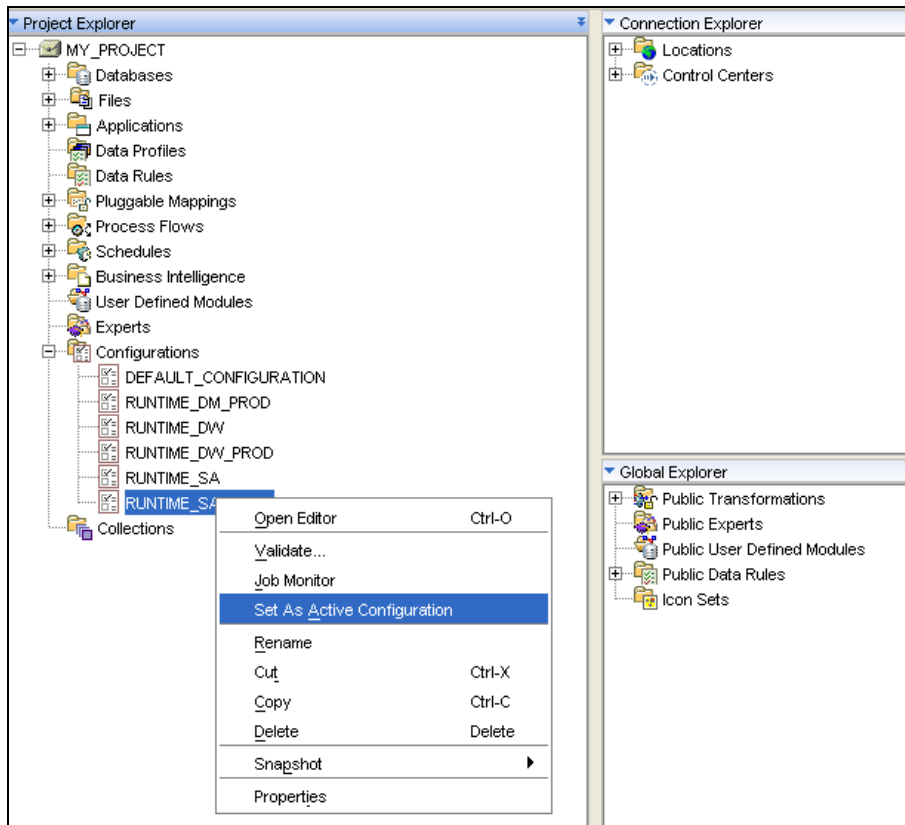 Project Explorer
MY_PROJECT
Databases
Files
Applications
Data Profiles
Data Rules
Pluggable Mappings
Process Flows
Schedules
Business Intelligence
User Defined Modules
Experts
Configurations
DEFAULT_CONFIGURATION
RUNTIME_DM_PROD
RUNTIME_DW
RUNTIME_DW_PROD
RUNTIME_SA
RUNTIME_SA
Collections
Open Editor Ctrl-O
Validate...
Job Monitor
Set As Active Configuration
Rename
Cut Ctrl-X
Copy Ctrl-C
Delete Delete
Snapshot
Properties
Connection Explorer
Locations
Control Centers
Global Explorer
Public Transformations
Public Experts
Public User Defined Modules
Public Data Rules
Icon Sets